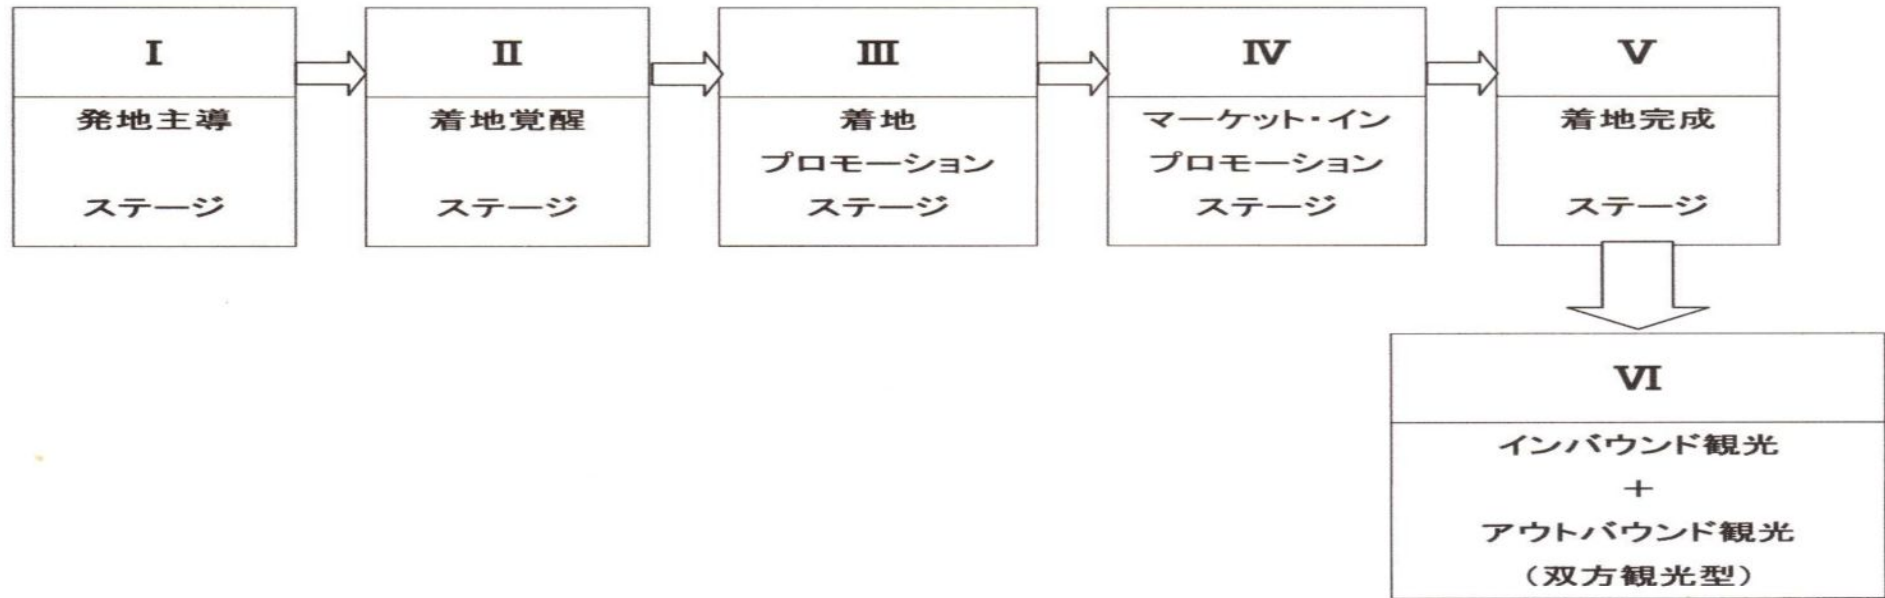 Ⅰ
発地主導
ステージ
Ⅱ
着地覚醒
ステージ
Ⅲ
着地
プロモーション
ステージ
Ⅳ
マーケット・イン
プロモーション
ステージ
Ⅴ
着地完成
ステージ
Ⅵ
インバウンド観光
＋
アウトバウンド観光
（双方観光型）